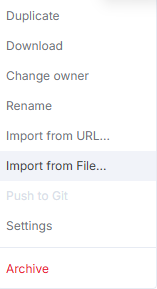 Duplicate
Download
Change owner
Rename
Import from URL...
Import from File...
Push to Git
Settings
Archive